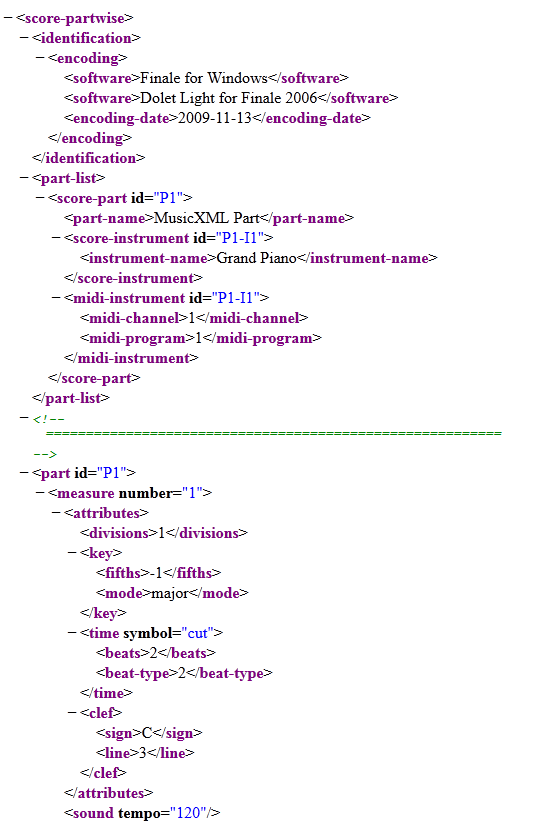 − <score-partwise>
− <identification>
− <encoding>
<software>Finale for Windows</software>
<software>Dolet Light for Finale 2006</software>
<encoding-date>2009-11-13</encoding-date>
</encoding>
</identification>
− <part-list>
− <score-part id="P1">
<part-name>MusicXML Part</part-name>
− <score-instrument id="P1-I1">
<instrument-name>Grand Piano</instrument-name>
</score-instrument>
− <midi-instrument id="P1-I1">
<midi-channel>1</midi-channel>
<midi-program>1</midi-program>
</midi-instrument>
</score-part>
</part-list>
− <!--
=========================================================
-->
− <part id="P1">
− <measure number="1">
− <attributes>
<divisions>1</divisions>
− <key>
<fifths>-1</fifths>
<mode>major</mode>
</key>
− <time symbol="cut">
<beats>2</beats>
<beat-type>2</beat-type>
</time>
− <clef>
<sign>C</sign>
<line>3</line>
</clef>
</attributes>
<sound tempo="120"/>